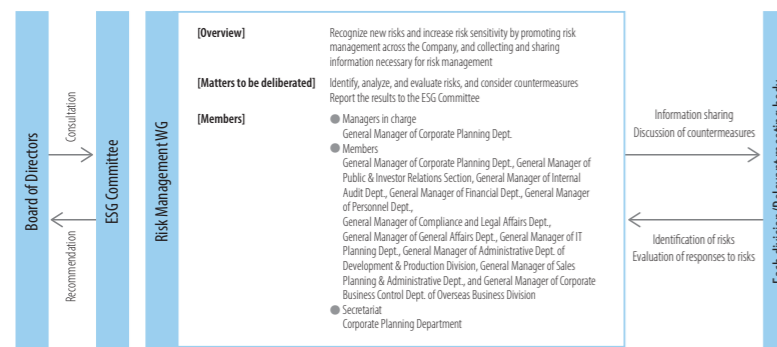 Board of Directors
Consultation
Recommendation
ESG Committee
Risk Management WG
[Overview]
Recognize new risks and increase risk sensitivity by promoting risk
management across the Company, and collecting and sharing
information necessary for risk management
[Matters to be deliberated]
Identify, analyze, and evaluate risks, and consider countermeasures
Report the results to the ESG Committee
[Members]
● Managers in charge
General Manager of Corporate Planning Dept.
● Members
General Manager of Corporate Planning Dept., General Manager of
Public & Investor Relations Section, General Manager of Internal
Audit Dept., General Manager of Financial Dept., General Manager
of Personnel Dept.,
General Manager of Compliance and Legal Affairs Dept.,
General Manager of General Affairs Dept., General Manager of IT
Planning Dept., General Manager of Administrative Dept. of
Development & Production Division, General Manager of Sales
Planning & Administrative Dept., and General Manager of Corporate
Business Control Dept. of Overseas Business Division
● Secretariat
Corporate Planning Department
Information sharing
Discussion of countermeasures
Identification of risks
Evaluation of responses to risks